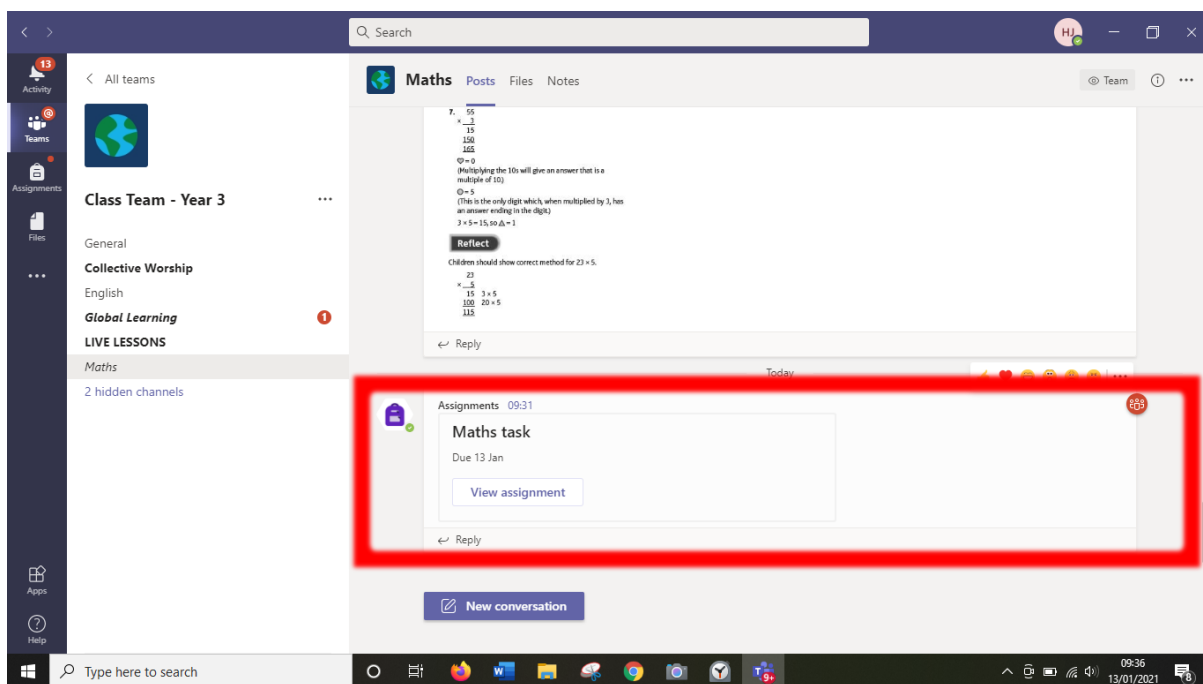 Search
HJ
13
Activity
All teams
Maths Posts Files Notes
Team
@
Teams
Assignments
Files
Class Team - Year 3
General
Collective Worship
English
Global Learning 1
LIVE LESSONS
Maths
2 hidden channels
7. 55
× 3
15
150
165
♡ = 0
(Multiplying the 10s will give an answer that is a
multiple of 10.)
= 5
(This is the only digit which, when multiplied by 3, has
an answer ending in the digit.)
3 × 5 = 15, so △ = 1
Reflect
Children should show correct method for 23 × 5.
23
× 5
15 3 × 5
100 20 × 5
115
Reply
Today
Assignments 09:31
Maths task
Due 13 Jan
View assignment
Reply
New conversation
Apps
Help
Type here to search
9+
09:36
13/01/2021
8